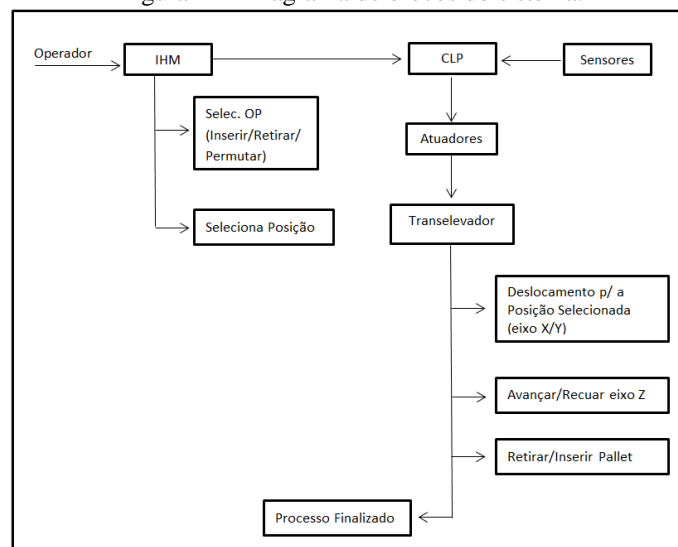 Operador
IHM
CLP
Sensores
Selec. OP
(Inserir/Retirar/
Permutar)
Atuadores
Seleciona Posição
Transelevador
Deslocamento p/ a
Posição Selecionada
(eixo X/Y)
Avançar/Recuar eixo Z
Retirar/Inserir Pallet
Processo Finalizado